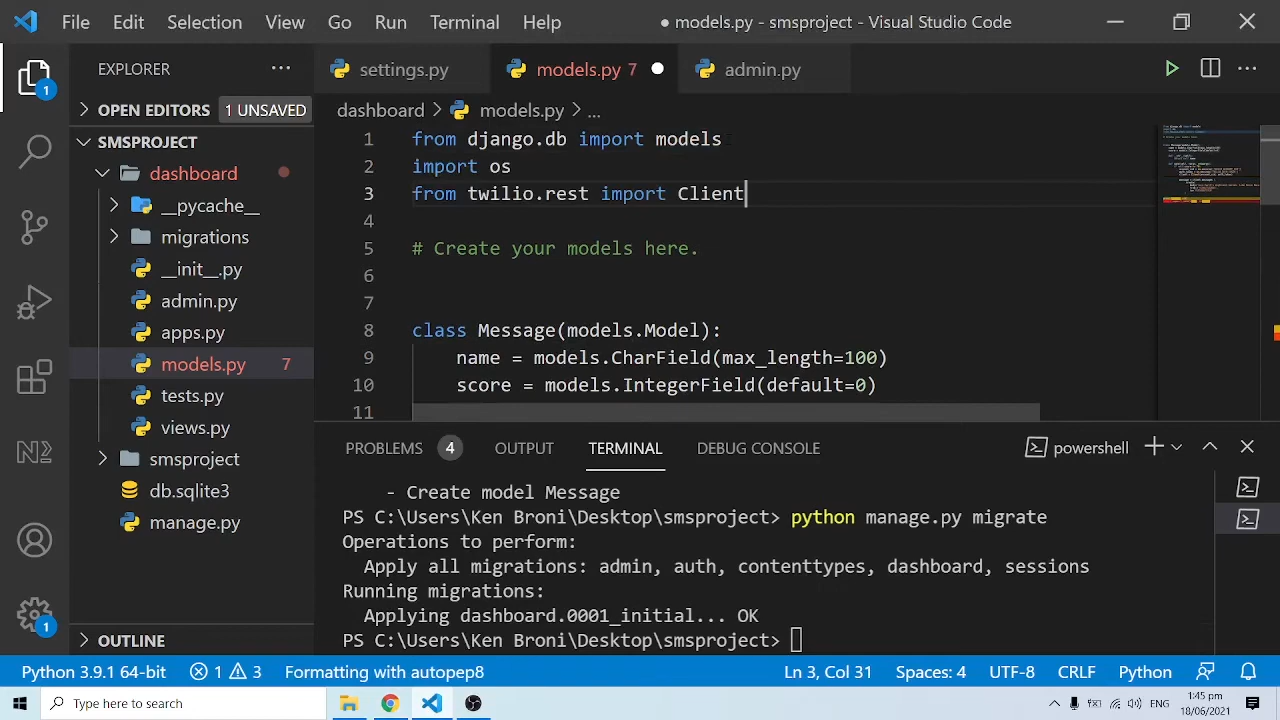 File Edit Selection View Go Run Terminal Help ● models.py - smsproject - Visual Studio Code
EXPLORER ...
settings.py
models.py 7
admin.py
OPEN EDITORS 1 UNSAVED
dashboard > models.py > ...
SMSPROJECT
dashboard
__pycache__
migrations
__init__.py
admin.py
apps.py
models.py 7
tests.py
views.py
smsproject
db.sqlite3
manage.py
OUTLINE
1
1
1 from django.db import models
2 import os
3 from twilio.rest import Client
4
5 # Create your models here.
6
7
8 class Message(models.Model):
9 name = models.CharField(max_length=100)
10 score = models.IntegerField(default=0)
11
PROBLEMS 4 OUTPUT TERMINAL DEBUG CONSOLE powershell
- Create model Message
PS C:\Users\Ken Broni\Desktop\smsproject> python manage.py migrate
Operations to perform:
Apply all migrations: admin, auth, contenttypes, dashboard, sessions
Running migrations:
Applying dashboard.0001_initial... OK
PS C:\Users\Ken Broni\Desktop\smsproject>
Python 3.9.1 64-bit 1 3 Formatting with autopep8 Ln 3, Col 31 Spaces: 4 UTF-8 CRLF Python
Type here to search
ENG
1:45 pm
18/06/2021